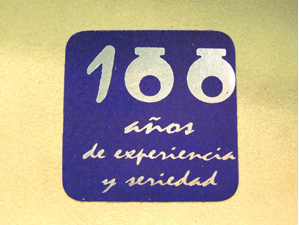 100
años
de experiencia
y seriedad